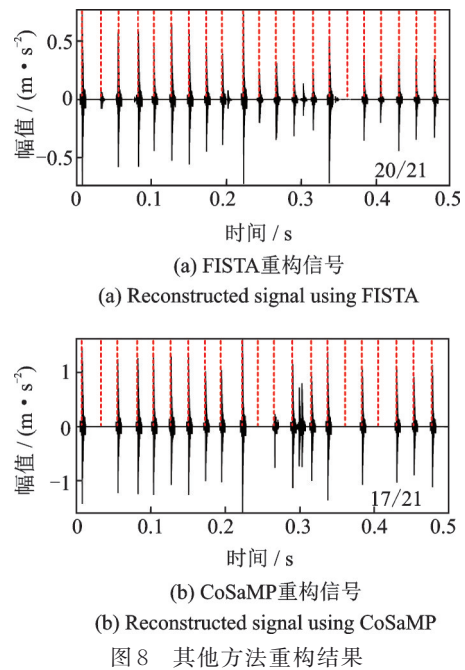 0.5
0
−0.5
幅值 / (m·s⁻²)
20/21
0 0.1 0.2 0.3 0.4 0.5
时间 / s
(a) FISTA重构信号
(a) Reconstructed signal using FISTA
1
0
−1
幅值 / (m·s⁻²)
17/21
0 0.1 0.2 0.3 0.4 0.5
时间 / s
(b) CoSaMP重构信号
(b) Reconstructed signal using CoSaMP
图8 其他方法重构结果